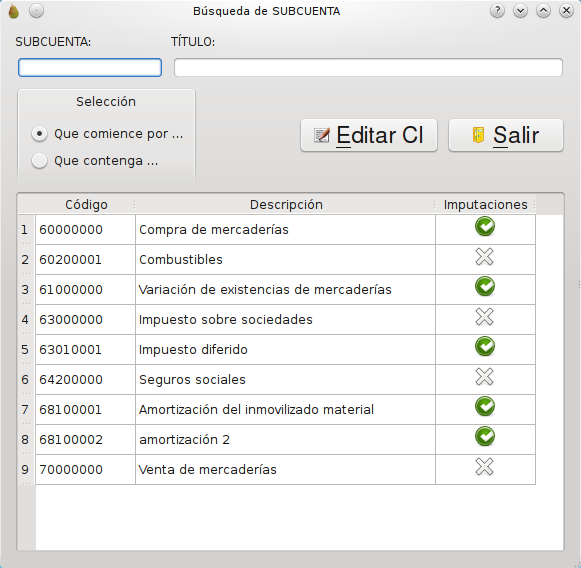 Búsqueda de SUBCUENTA
SUBCUENTA: TÍTULO:
Selección
Que comience por ...
Que contenga ...
Editar CI Salir
Código Descripción Imputaciones
1 60000000 Compra de mercaderías
2 60200001 Combustibles
3 61000000 Variación de existencias de mercaderías
4 63000000 Impuesto sobre sociedades
5 63010001 Impuesto diferido
6 64200000 Seguros sociales
7 68100001 Amortización del inmovilizado material
8 68100002 amortización 2
9 70000000 Venta de mercaderías